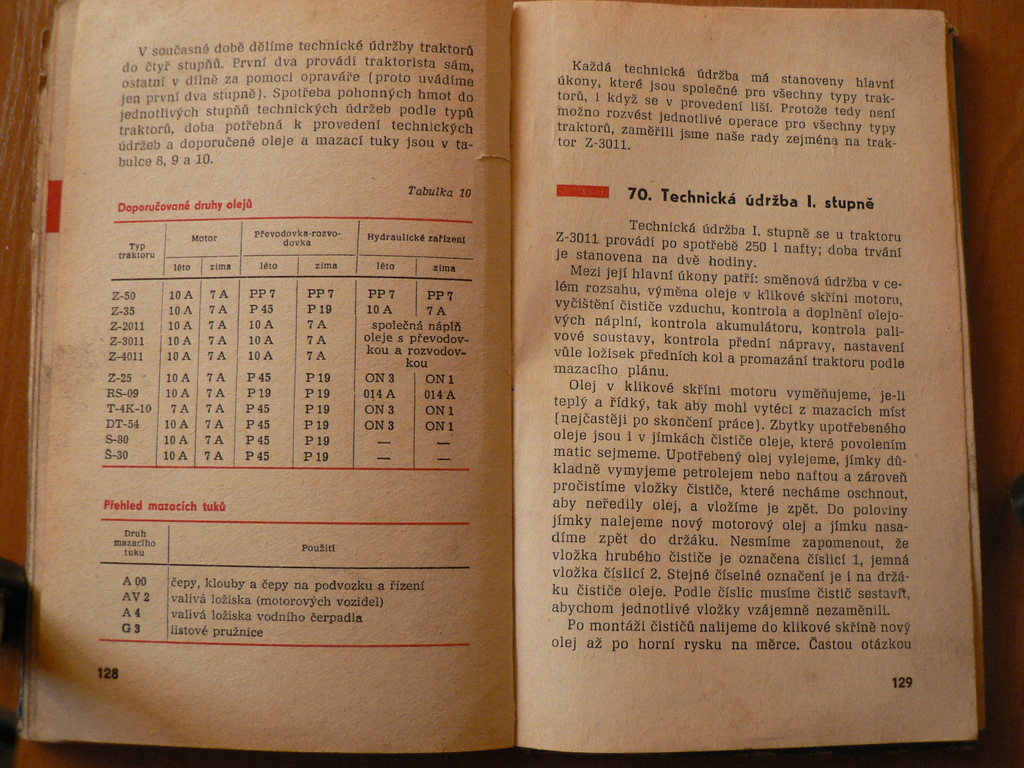 V současné době dělíme technické údržby traktorů
do čtyř stupňů. První dva provádí traktorista sám,
ostatní v dílně za pomoci opraváře (proto uvádíme
jen první dva stupně). Spotřeba pohonných hmot do
jednotlivých stupňů technických údržeb podle typů
traktorů, doba potřebná k provedení technických
údržeb a doporučené oleje a mazací tuky jsou v ta-
bulce 8, 9 a 10.
Tabulka 10
Doporučované druhy olejů
Typ traktoru | Motor | Převodovka-rozvo-dovka | Hydraulické zařízení
léto | zima | léto | zima | léto | zima
Z-50 10 A 7 A PP 7 PP 7 PP 7 PP 7
Z-35 10 A 7 A P 45 P 19 10 A 7 A
Z-2011 10 A 7 A 10 A 7 A společná náplň
Z-3011 10 A 7 A 10 A 7 A oleje s převodov-
Z-4011 10 A 7 A 10 A 7 A kou a rozvodov-
kou
Z-25 10 A 7 A P 45 P 19 ON 3 ON 1
RS-09 10 A 7 A P 19 P 19 014 A 014 A
T-4K-10 7 A 7 A P 45 P 19 ON 3 ON 1
DT-54 10 A 7 A P 45 P 19 ON 3 ON 1
S-80 10 A 7 A P 45 P 19 — —
Š-30 10 A 7 A P 45 P 19 — —
Přehled mazacích tuků
Druh mazacího tuku | Použití
A 00 čepy, klouby a čepy na podvozku a řízení
AV 2 valivá ložiska (motorových vozidel)
A 4 valivá ložiska vodního čerpadla
G 3 listové pružnice
128
Každá technická údržba má stanoveny hlavní
úkony, které jsou společné pro všechny typy trak-
torů, i když se v provedení liší. Protože tedy není
možno rozvést jednotlivé operace pro všechny typy
traktorů, zaměřili jsme naše rady zejména na trak-
tor Z-3011.
70. Technická údržba I. stupně
Technická údržba I. stupně se u traktoru
Z-3011 provádí po spotřebě 250 l nafty; doba trvání
je stanovena na dvě hodiny.
Mezi její hlavní úkony patří: směnová údržba v ce-
lém rozsahu, výměna oleje v klikové skříni motoru,
vyčištění čističe vzduchu, kontrola a doplnění olejo-
vých náplní, kontrola akumulátoru, kontrola pali-
vové soustavy, kontrola přední nápravy, nastavení
vůle ložisek předních kol a promazání traktoru podle
mazacího plánu.
Olej v klikové skříni motoru vyměňujeme, je-li
teplý a řídký, tak aby mohl vytéci z mazacích míst
(nejčastěji po skončení práce). Zbytky upotřebeného
oleje jsou i v jímkách čističe oleje, které povolením
matic sejmeme. Upotřebený olej vylejeme, jímky dů-
kladně vymyjeme petrolejem nebo naftou a zároveň
pročistíme vložky čističe, které necháme oschnout,
aby neředily olej, a vložíme je zpět. Do poloviny
jímky nalejeme nový motorový olej a jímku nasa-
díme zpět do držáku. Nesmíme zapomenout, že
vložka hrubého čističe je označena číslicí 1, jemná
vložka číslicí 2. Stejné číselné označení je i na držá-
ku čističe oleje. Podle číslic musíme čistič sestavit,
abychom jednotlivé vložky vzájemně nezaměnili.
Po montáži čističů nalijeme do klikové skříně nový
olej až po horní rysku na měrce. Častou otázkou
129